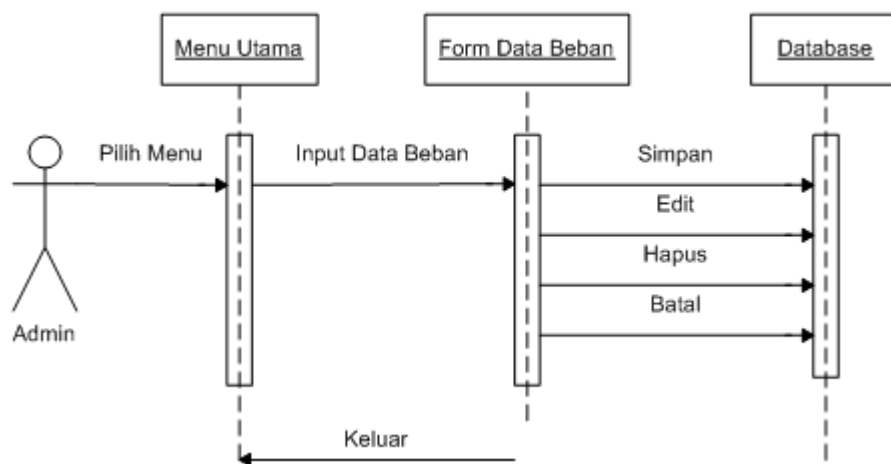 Menu Utama
Form Data Beban
Database
Pilih Menu
Input Data Beban
Simpan
Edit
Hapus
Batal
Admin
Keluar